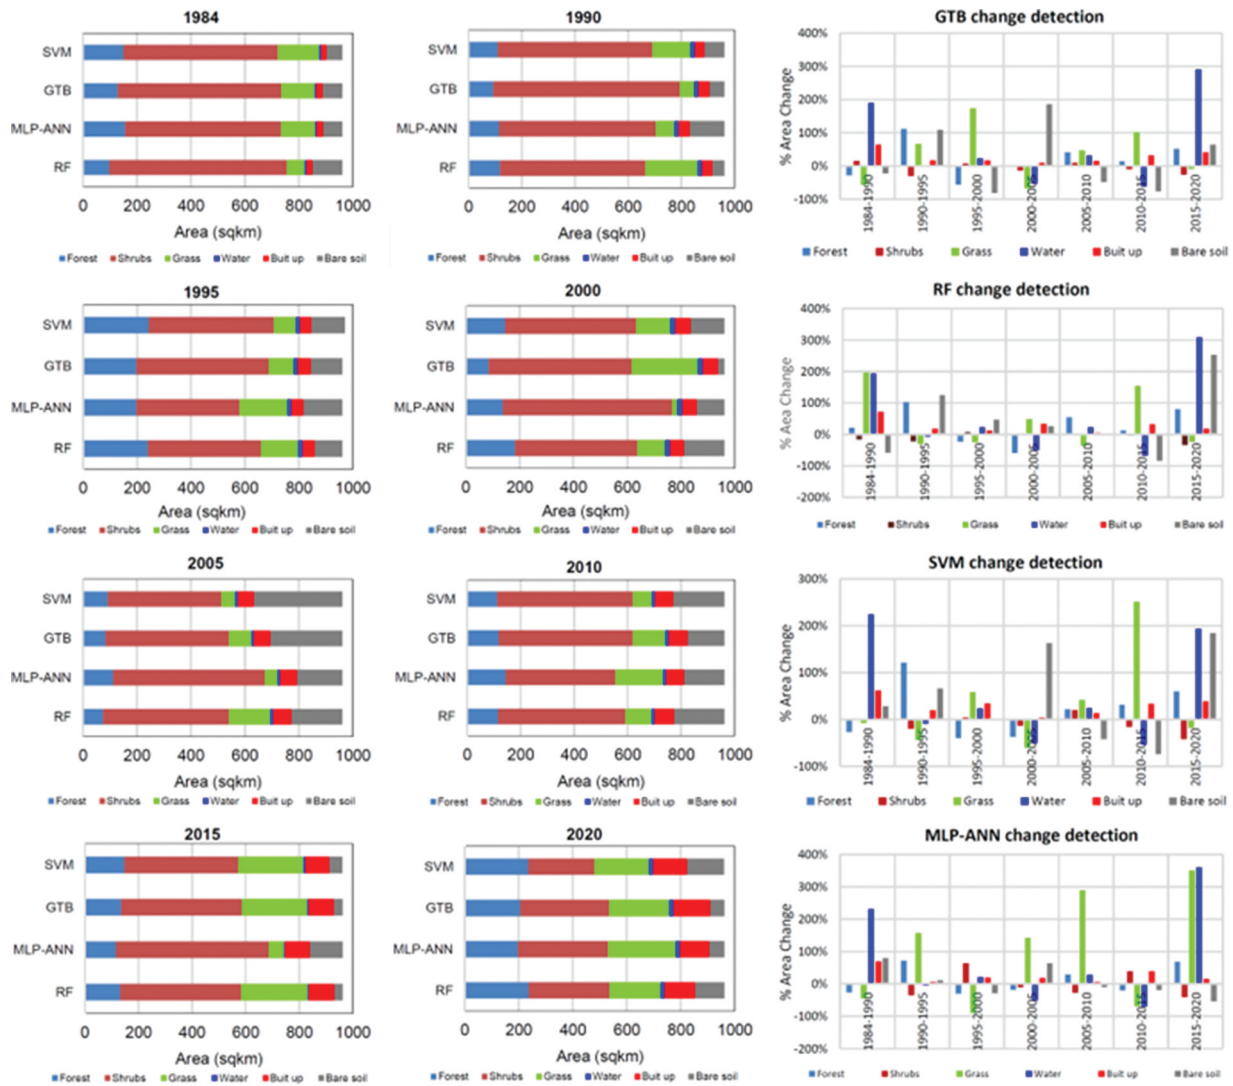 1984
SVM
GTB
MLP-ANN
RF
0 200 400 600 800 1000
Area (sqkm)
Forest Shrubs Grass Water Buit up Bare soil
1990
SVM
GTB
MLP-ANN
RF
0 200 400 600 800 1000
Area (sqkm)
Forest Shrubs Grass Water Buit up Bare soil
GTB change detection
400%
300%
200%
100%
0%
-100%
% Area Change
1984-1990 1990-1995 1995-2000 2000-2005 2005-2010 2010-2015 2015-2020
Forest Shrubs Grass Water Buit up Bare soil
1995
SVM
GTB
MLP-ANN
RF
0 200 400 600 800 1000
Area (sqkm)
Forest Shrubs Grass Water Buit up Bare soil
2000
SVM
GTB
MLP-ANN
RF
0 200 400 600 800 1000
Area (sqkm)
Forest Shrubs Grass Water Buit up Bare soil
RF change detection
400%
300%
200%
100%
0%
-100%
-200%
% Aea Change
1984-1990 1990-1995 1995-2000 2000-2005 2005-2010 2010-2015 2015-2020
Forest Shrubs Grass Water Buit up Bare soil
2005
SVM
GTB
MLP-ANN
RF
0 200 400 600 800 1000
Area (sqkm)
Forest Shrubs Grass Water Buit up Bare soil
2010
SVM
GTB
MLP-ANN
RF
0 200 400 600 800 1000
Area (sqkm)
Forest Shrubs Grass Water Buit up Bare soil
SVM change detection
300%
200%
100%
0%
-100%
% Area Change
1984-1990 1990-1995 1995-2000 2000-2005 2005-2010 2010-2015 2015-2020
Forest Shrubs Grass Water Buit up Bare soil
2015
SVM
GTB
MLP-ANN
RF
0 200 400 600 800 1000
Area (sqkm)
Forest Shrubs Grass Water Buit up Bare soil
2020
SVM
GTB
MLP-ANN
RF
0 200 400 600 800 1000
Area (sqkm)
Forest Shrubs Grass Water Buit up Bare soil
MLP-ANN change detection
400%
300%
200%
100%
0%
-100%
-200%
% Area Change
1984-1990 1990-1995 1995-2000 2000-2005 2005-2010 2010-2015 2015-2020
Forest Shrubs Grass Water Buit up Bare soil